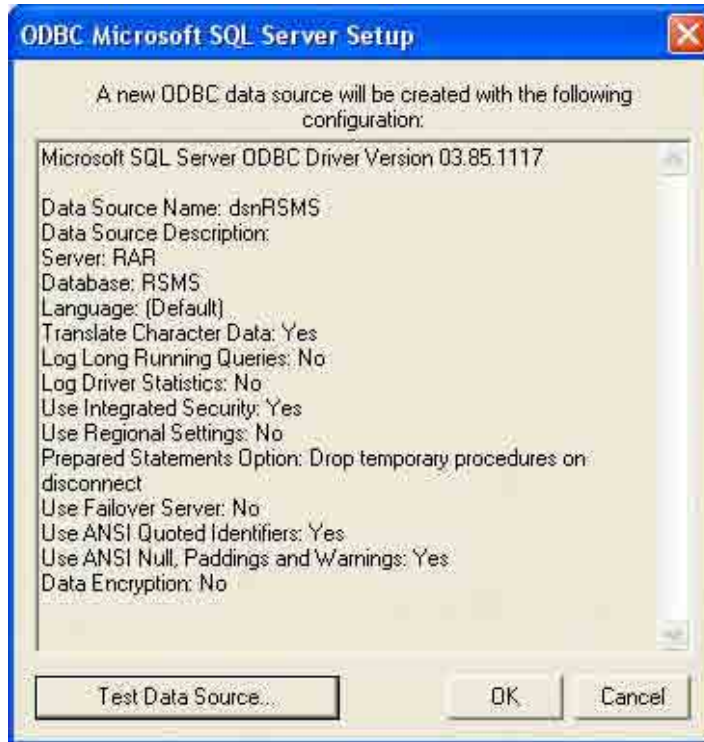 ODBC Microsoft SQL Server Setup
A new ODBC data source will be created with the following
configuration:
Microsoft SQL Server ODBC Driver Version 03.85.1117
Data Source Name: dsnRSMS
Data Source Description:
Server: RAR
Database: RSMS
Language: (Default)
Translate Character Data: Yes
Log Long Running Queries: No
Log Driver Statistics: No
Use Integrated Security: Yes
Use Regional Settings: No
Prepared Statements Option: Drop temporary procedures on
disconnect
Use Failover Server: No
Use ANSI Quoted Identifiers: Yes
Use ANSI Null, Paddings and Warnings: Yes
Data Encryption: No
Test Data Source...
OK
Cancel